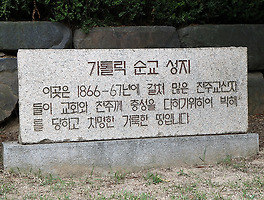 가톨릭 순교 성지
이곳은 1866-67년에 걸쳐 많은 천주교신자
들이 교회와 천주께 충성을 다하기위하여 박해
를 당하고 치명한 거룩한 땅입니다